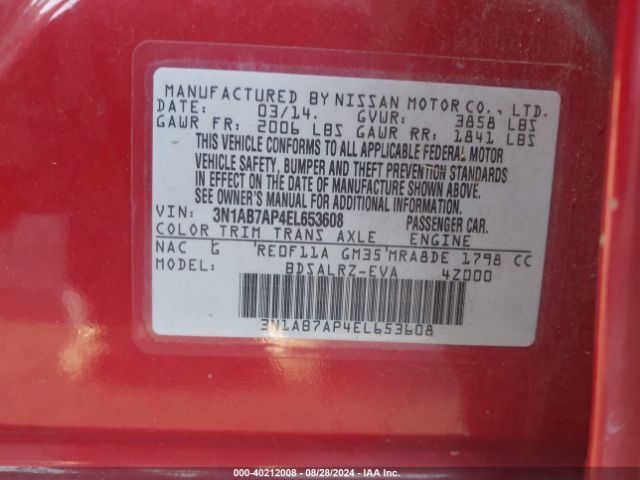 MANUFACTURED BY NISSAN MOTOR CO., LTD.
DATE: 03/14. GVWR: 3858 LBS
GAWR FR: 2006 LBS GAWR RR: 1841 LBS
THIS VEHICLE CONFORMS TO ALL APPLICABLE FEDERAL MOTOR
VEHICLE SAFETY, BUMPER AND THEFT PREVENTION STANDARDS
IN EFFECT ON THE DATE OF MANUFACTURE SHOWN ABOVE.
SEE OWNER'S MANUAL FOR ADDITIONAL INFORMATION.
VIN: 3N1AB7AP4EL653608 PASSENGER CAR.
COLOR TRIM TRANS AXLE ENGINE
NAC G RE0F11A GM35 MRA8DE 1798 CC
MODEL: BDSALRZ-EVA 4Z000
3N1AB7AP4EL653608
000-40212008 - 08/28/2024 - IAA Inc.